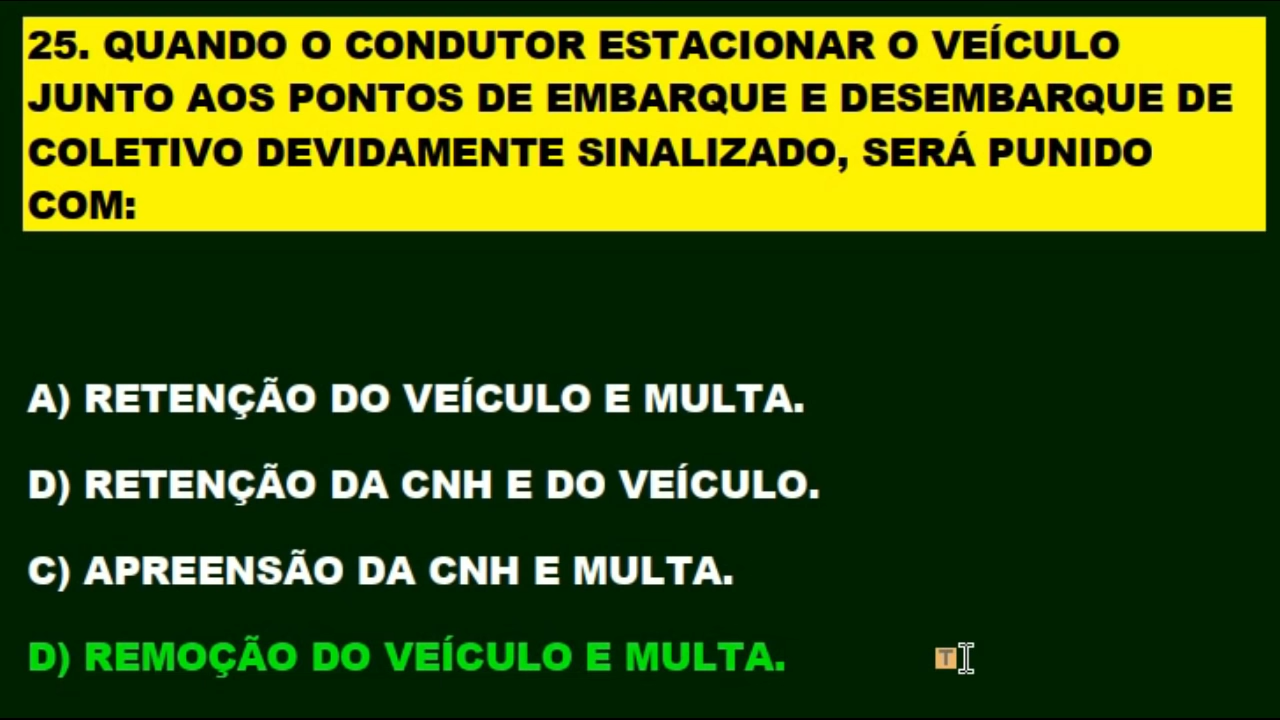 25. QUANDO O CONDUTOR ESTACIONAR O VEÍCULO
JUNTO AOS PONTOS DE EMBARQUE E DESEMBARQUE DE
COLETIVO DEVIDAMENTE SINALIZADO, SERÁ PUNIDO
COM:
A) RETENÇÃO DO VEÍCULO E MULTA.
D) RETENÇÃO DA CNH E DO VEÍCULO.
C) APREENSÃO DA CNH E MULTA.
D) REMOÇÃO DO VEÍCULO E MULTA.
T